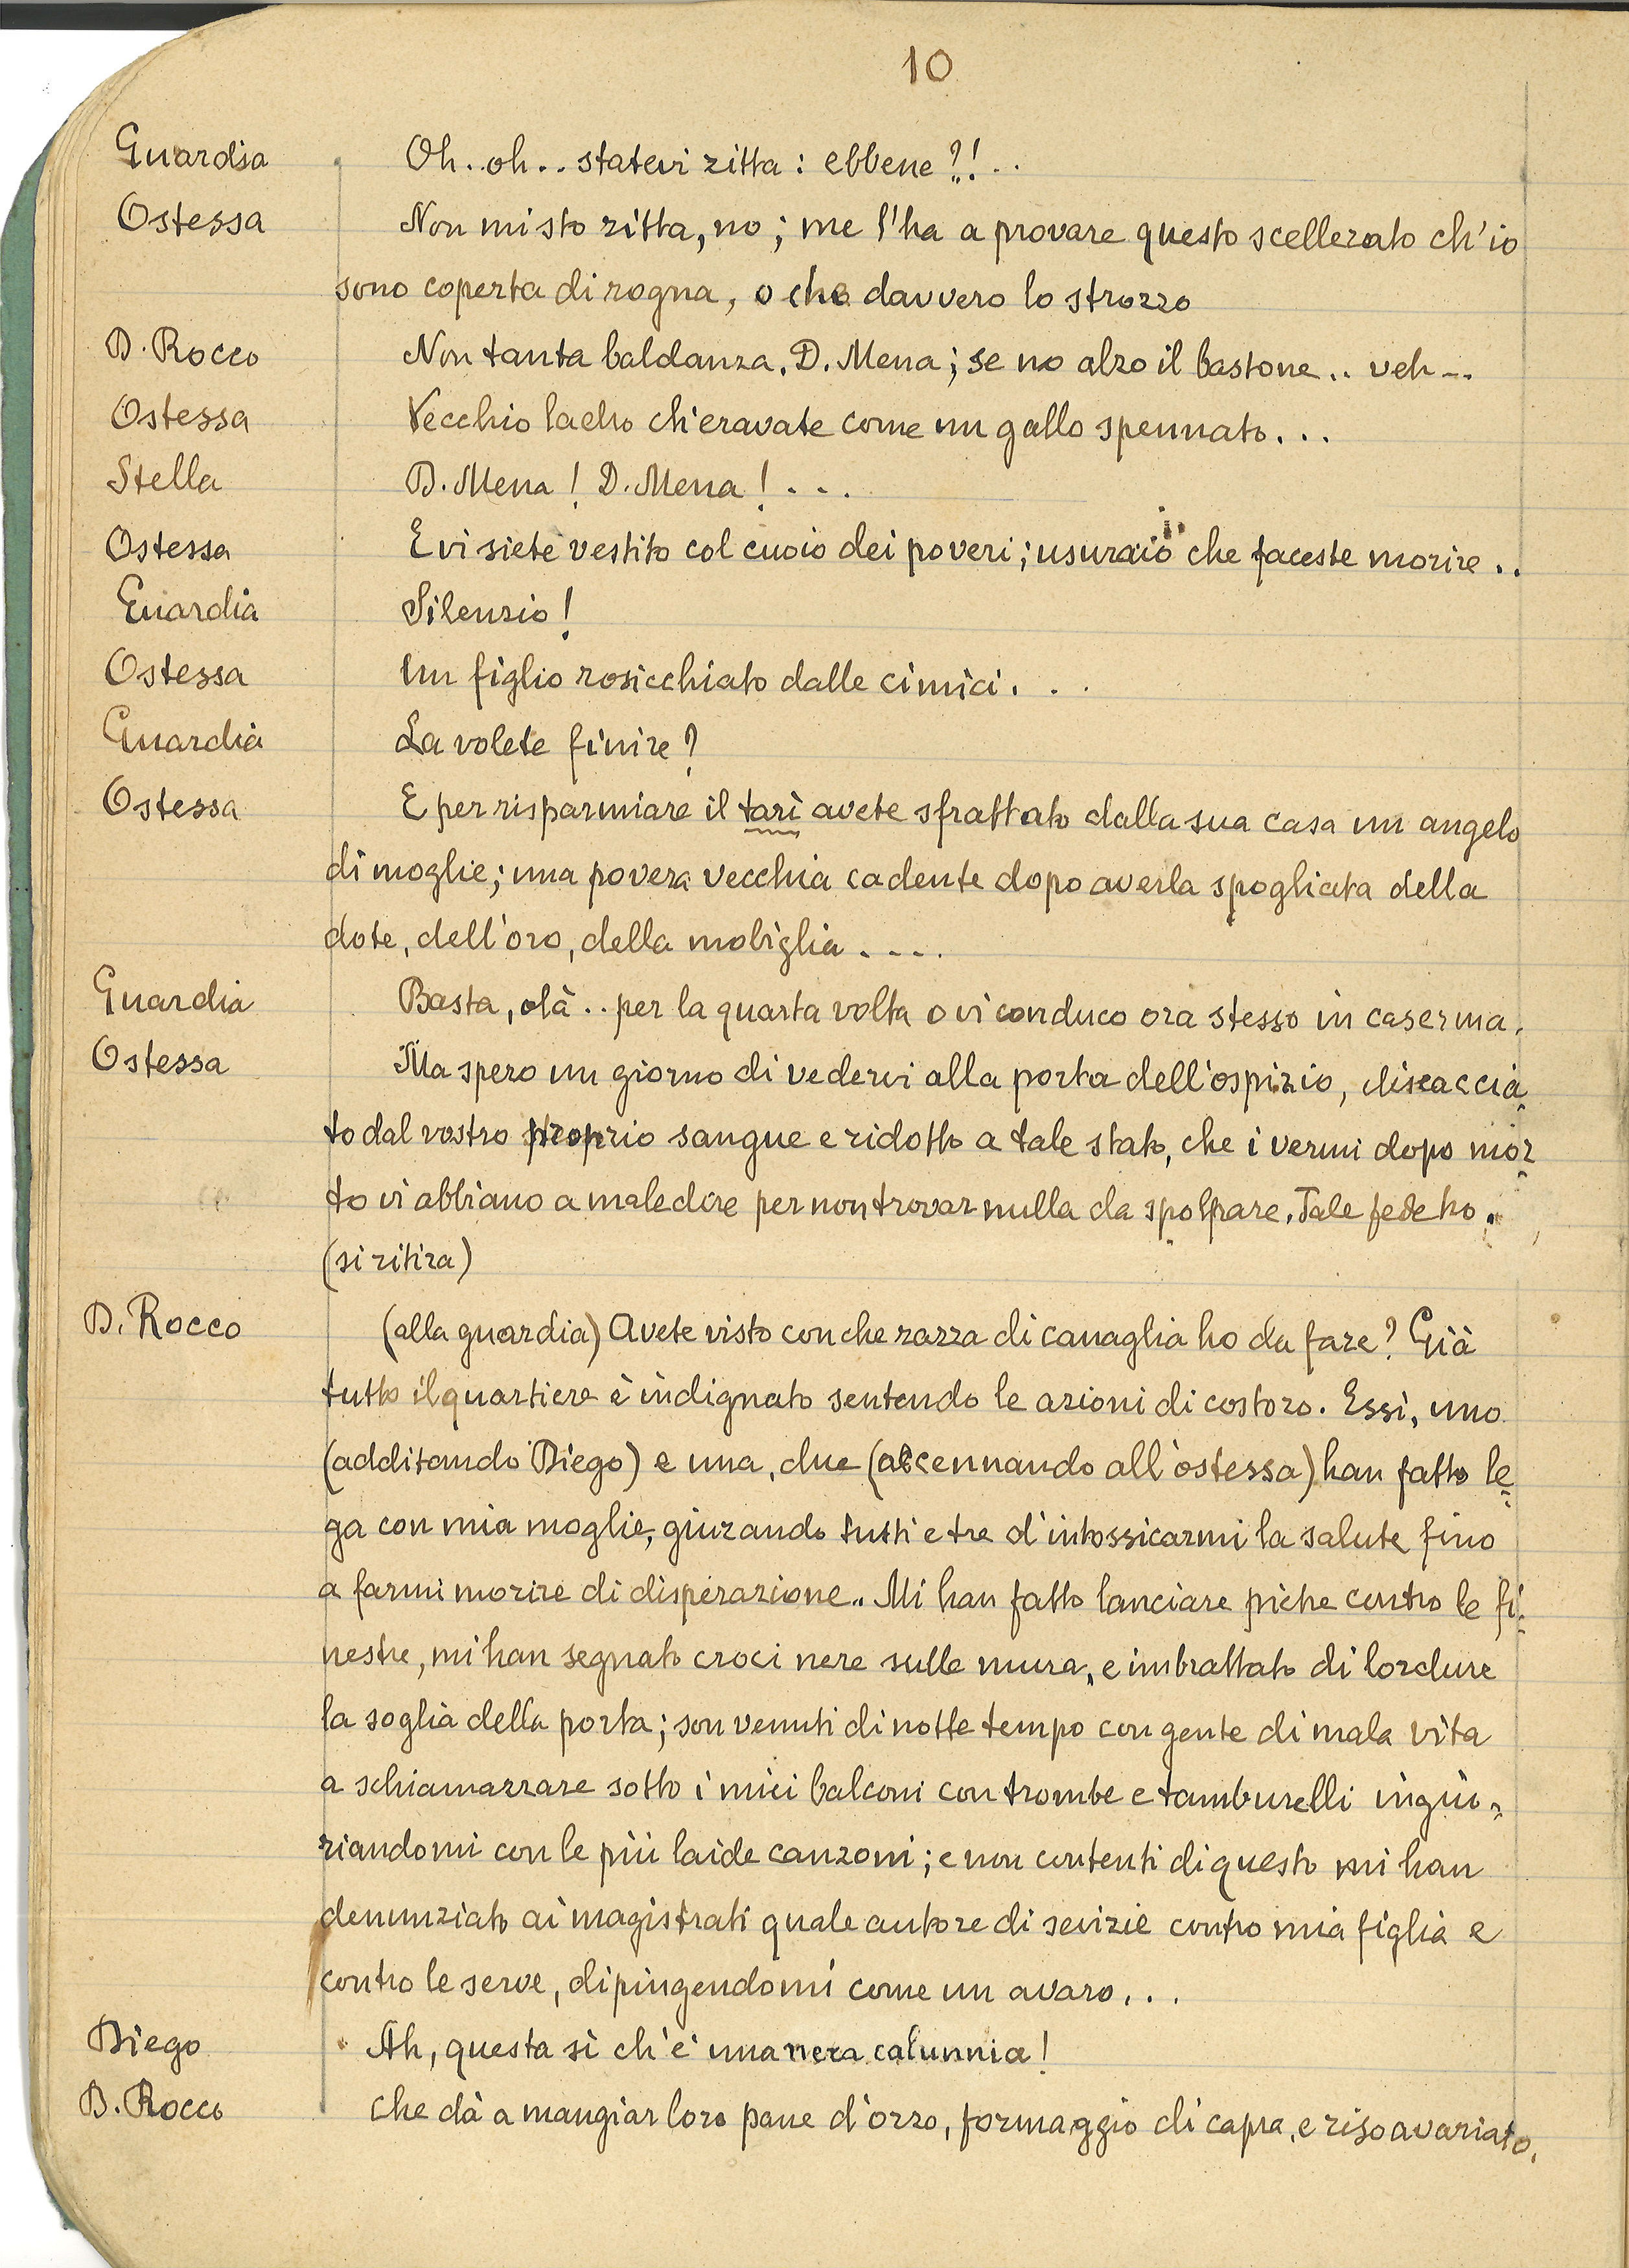 10
Guardia Oh..oh.. statevi zitta: ebbene?!..
Ostessa Non mi sto zitta, no; me l'ha a provare questo scellerato ch'io
sono coperta di rogna, o che davvero lo strozzo
D. Rocco Non tanta baldanza. D. Mena; se no alzo il bastone.. veh...
Ostessa Vecchio ladro ch'eravate come un gallo spennato...
Stella D. Mena! D. Mena!...
Ostessa E vi siete vestito col cuoio dei poveri; usuraio che faceste morire..
Guardia Silenzio!
Ostessa Un figlio rosicchiato dalle cimici...
Guardia La volete finire?
Ostessa E per risparmiare il tarì avete sfrattato dalla sua casa un angelo
di moglie; una povera vecchia cadente dopo averla spogliata della
dote, dell'oro, della mobiglia....
Guardia Basta, olà.. per la quarta volta o vi conduco ora stesso in caserma.
Ostessa Ma spero un giorno di vedervi alla porta dell'ospizio, discaccia-
to dal vostro proprio sangue e ridotto a tale stato, che i vermi dopo mor-
to vi abbiano a maledire per non trovar nulla da spolpare. Tale fede ho.
(si ritira)
D. Rocco (alla guardia) Avete visto con che razza di canaglia ho da fare? Già
tutto il quartiere è indignato sentendo le azioni di costoro. Essi, uno
(additando Diego) e una, due (accennando all'ostessa) han fatto le-
ga con mia moglie, giurando tutti e tre d'intossicarmi la salute fino
a farmi morire di disperazione.. Mi han fatto lanciare piche contro le fi-
nestre, mi han segnato croci nere sulle mura, e imbrattato di lordure
la soglia della porta; son venuti di notte tempo con gente di mala vita
a schiamazzare sotto i miei balconi con trombe e tamburelli ingiu-
riandomi con le più laide canzoni; e non contenti di questo mi han
denunziato ai magistrati quale autore di sevizie contro mia figlia e
contro le serve, dipingendomi come un avaro...
Diego Ah, questa sì ch'è una nera calunnia!
D. Rocco Che dà a mangiar loro pane d'orzo, formaggio di capra, e riso avariato.